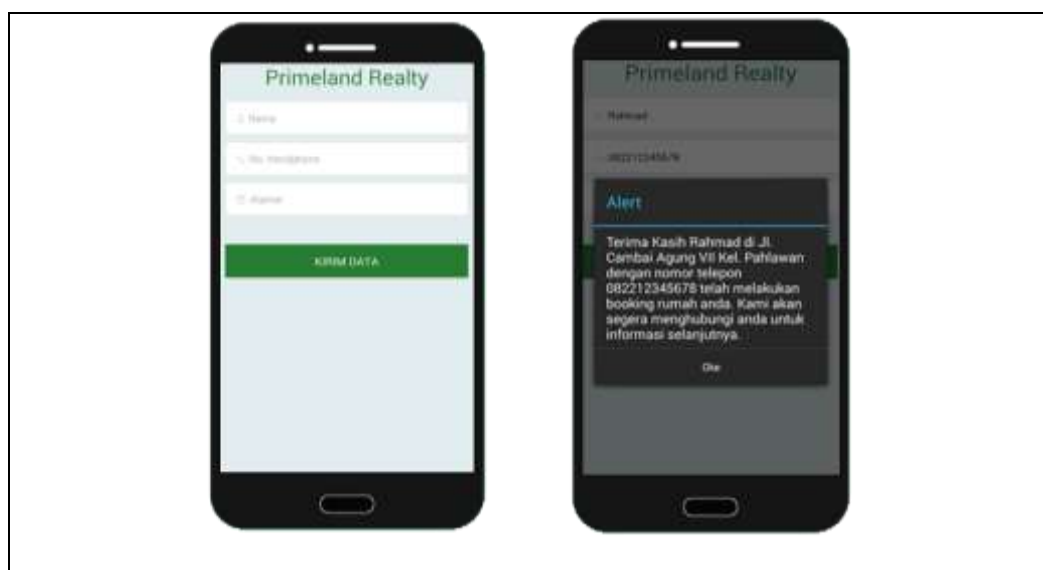 Primeland Realty
Nama
No. Handphone
Alamat
KIRIM DATA
Primeland Realty
Rahmad
082212345678
Alert
Terima Kasih Rahmad di Jl.
Cambai Agung VII Kel. Pahlawan
dengan nomor telepon
082212345678 telah melakukan
booking rumah anda. Kami akan
segera menghubungi anda untuk
informasi selanjutnya.
Oke